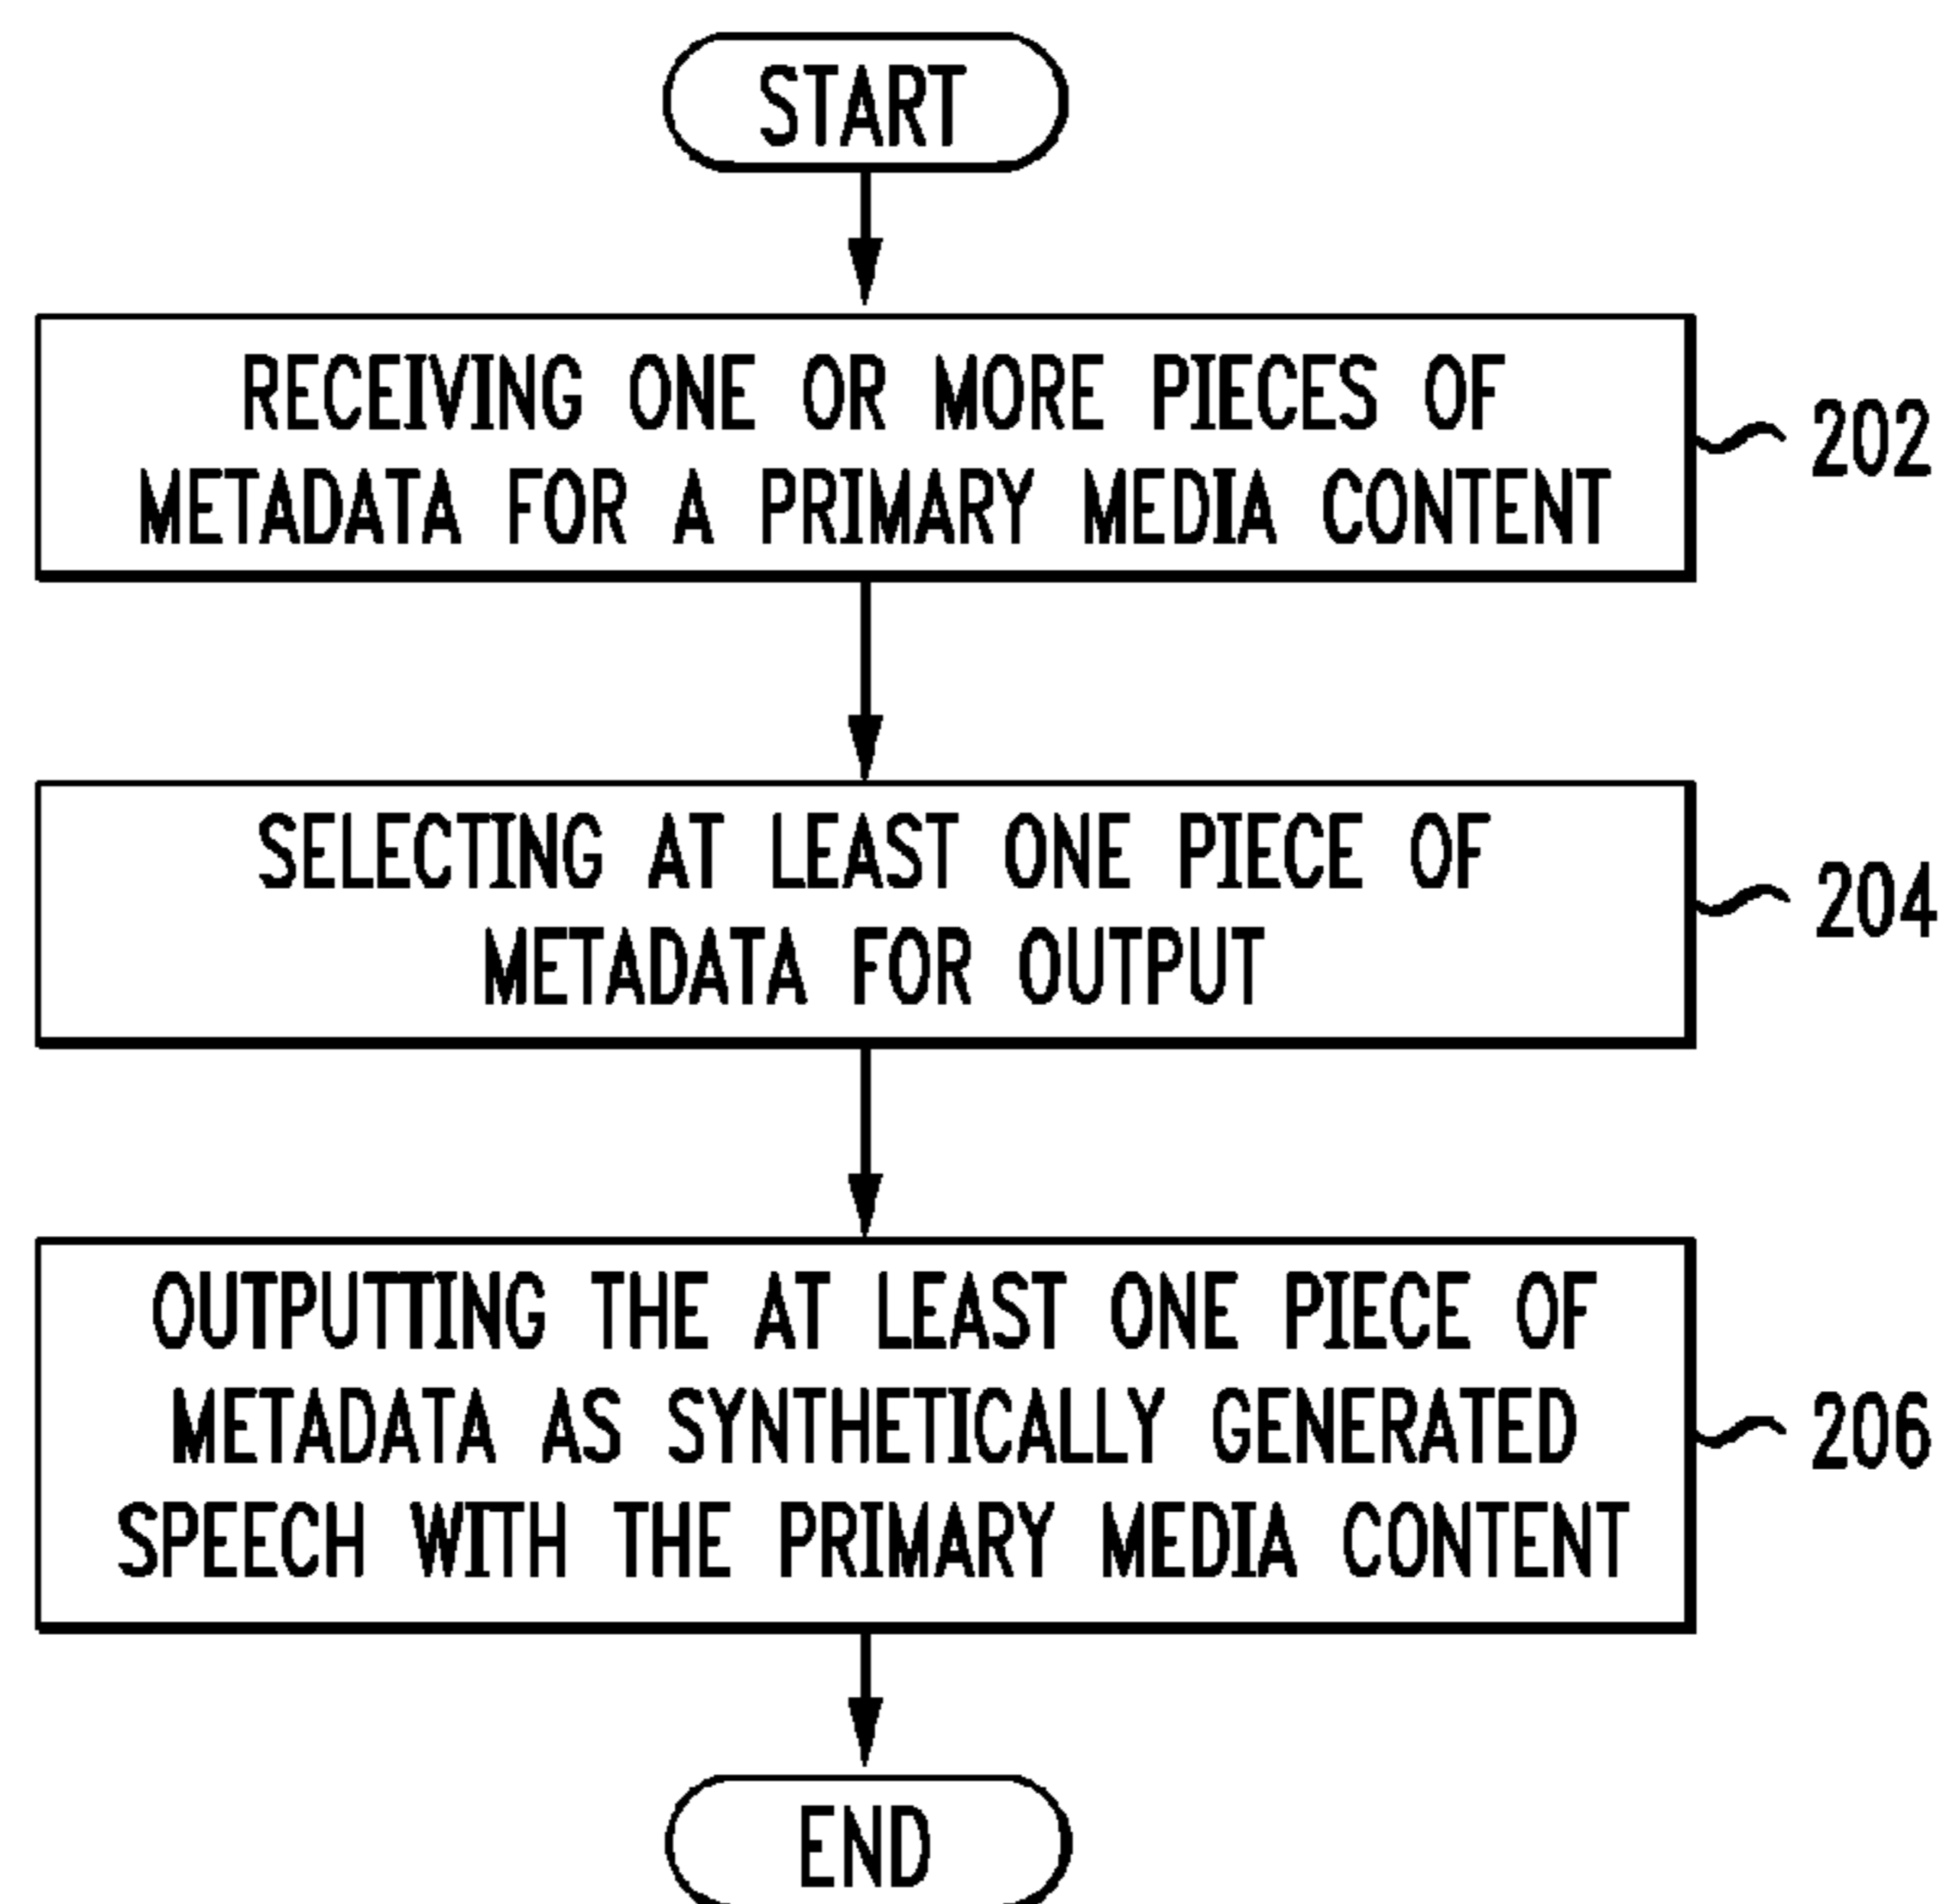 START
RECEIVING ONE OR MORE PIECES OF
METADATA FOR A PRIMARY MEDIA CONTENT
202
SELECTING AT LEAST ONE PIECE OF
METADATA FOR OUTPUT
204
OUTPUTTING THE AT LEAST ONE PIECE OF
METADATA AS SYNTHETICALLY GENERATED
SPEECH WITH THE PRIMARY MEDIA CONTENT
206
END